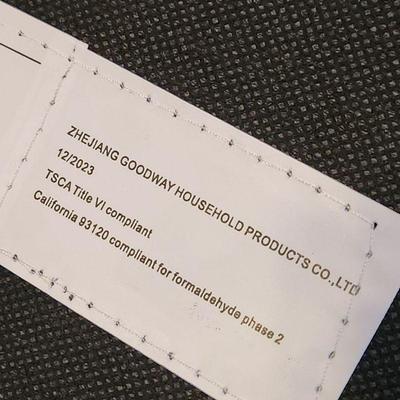 ZHEJIANG GOODWAY HOUSEHOLD PRODUCTS CO.,LTD
12/2023
TSCA Title VI compliant
California 93120 compliant for formaldehyde phase 2